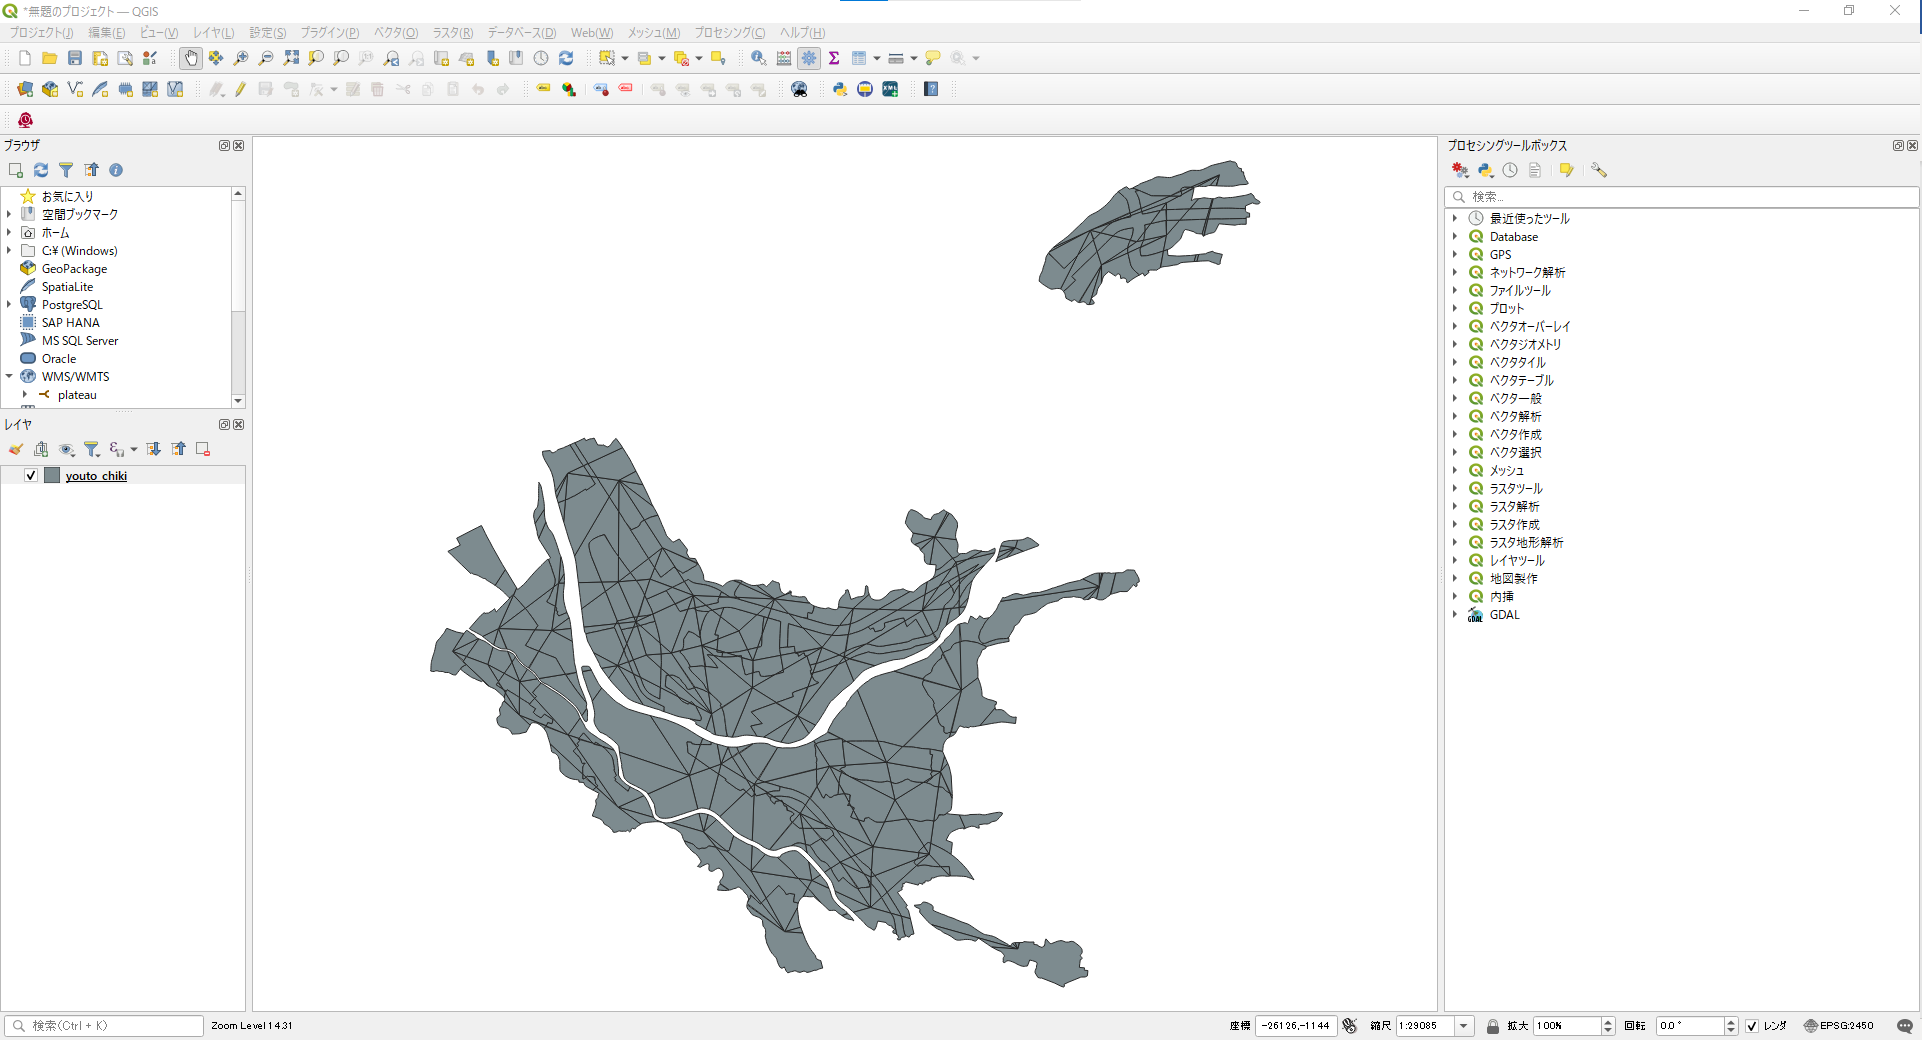 *無題のプロジェクト — QGIS
プロジェクト(J) 編集(E) ビュー(V) レイヤ(L) 設定(S) プラグイン(P) ベクタ(O) ラスタ(R) データベース(D) Web(W) メッシュ(M) プロセシング(C) ヘルプ(H)
ブラウザ
お気に入り
空間ブックマーク
ホーム
C:¥ (Windows)
GeoPackage
SpatiaLite
PostgreSQL
SAP HANA
MS SQL Server
Oracle
WMS/WMTS
plateau
レイヤ
youto_chiki
プロセシングツールボックス
検索...
最近使ったツール
Database
GPS
ネットワーク解析
ファイルツール
プロット
ベクタオーバーレイ
ベクタジオメトリ
ベクタタイル
ベクタテーブル
ベクタ一般
ベクタ解析
ベクタ作成
ベクタ選択
メッシュ
ラスタツール
ラスタ解析
ラスタ作成
ラスタ地形解析
レイヤツール
地図製作
内挿
GDAL
検索(Ctrl + K) Zoom Level 14.31 座標 -26126,-1144 縮尺 1:29085 拡大 100% 回転 0.0 ° レンダ EPSG:2450